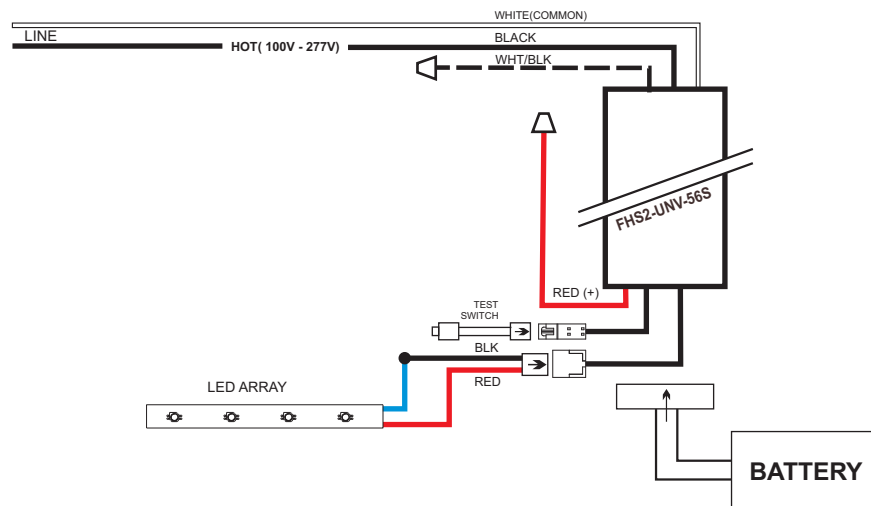 WHITE(COMMON)
LINE
HOT( 100V - 277V)
BLACK
WHT/BLK
FHS2-UNV-56S
RED (+)
TEST
SWITCH
BLK
RED
LED ARRAY
BATTERY